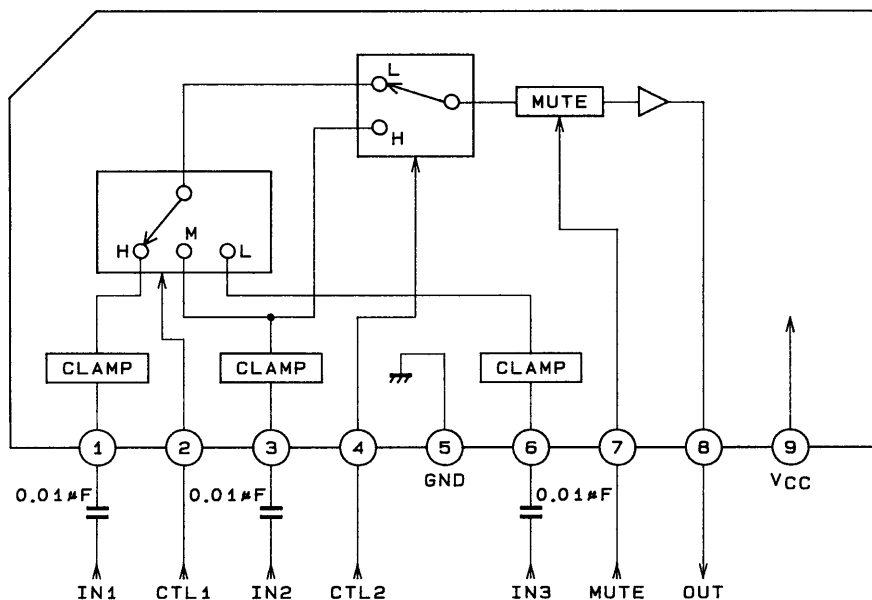 L
H
MUTE
H
M
L
CLAMP
CLAMP
CLAMP
1 2 3 4 5 6 7 8 9
GND
VCC
0.01μF
0.01μF
0.01μF
IN1 CTL1 IN2 CTL2 IN3 MUTE OUT